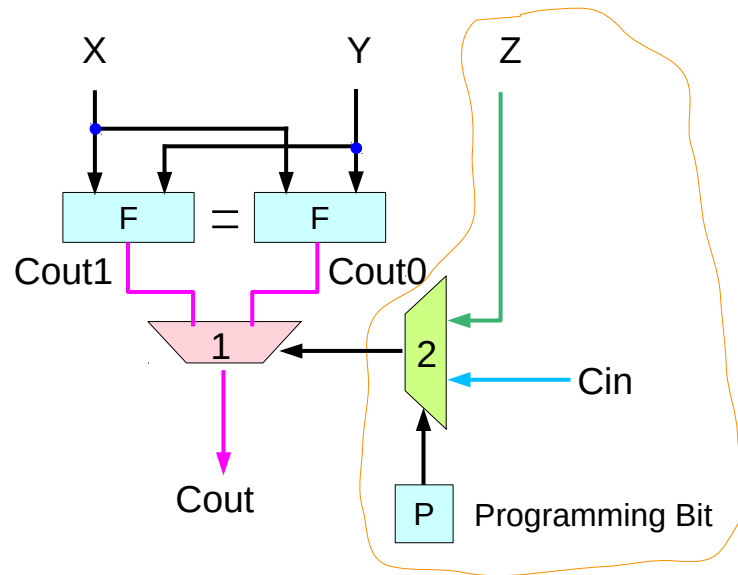 X
Y
Z
F
=
F
Cout1
Cout0
1
2
Cin
Cout
P
Programming Bit